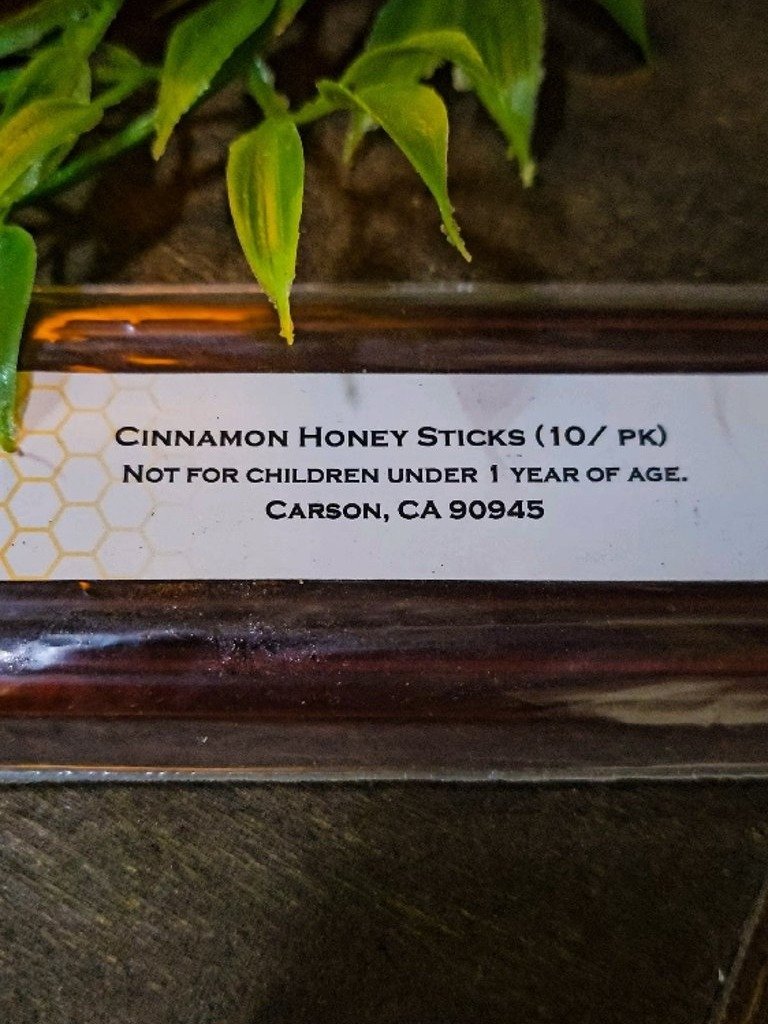 Cinnamon Honey Sticks (10/ pk)
Not for children under 1 year of age.
Carson, CA 90945